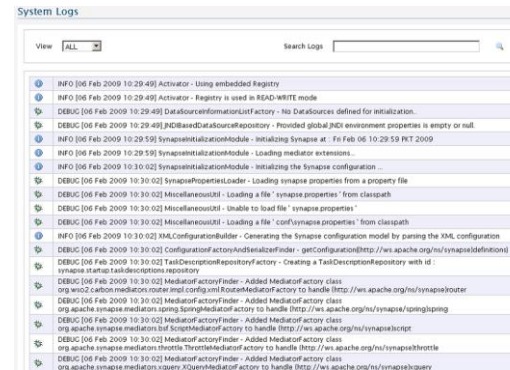 System Logs
View ALL Search Logs
INFO [06 Feb 2009 10:29:49] Activator - Using embedded Registry
INFO [06 Feb 2009 10:29:49] Activator - Registry is used in READ-WRITE mode
DEBUG [06 Feb 2009 10:29:49] DataSourceInformationListFactory - No DataSources defined for initialization..
DEBUG [06 Feb 2009 10:29:49] JNDIBasedDataSourceRepository - Provided global JNDI environment properties is empty or null.
INFO [06 Feb 2009 10:29:59] SynapseInitializationModule - Initializing Synapse at : Fri Feb 06 10:29:59 PKT 2009
INFO [06 Feb 2009 10:29:59] SynapseInitializationModule - Loading mediator extensions...
INFO [06 Feb 2009 10:30:02] SynapseInitializationModule - Initializing the Synapse configuration ...
DEBUG [06 Feb 2009 10:30:02] SynapsePropertiesLoader - Loading synapse properties from a property file
DEBUG [06 Feb 2009 10:30:02] MiscellaneousUtil - Loading a file ' synapse.properties ' from classpath
DEBUG [06 Feb 2009 10:30:02] MiscellaneousUtil - Unable to load file ' synapse.properties '
DEBUG [06 Feb 2009 10:30:02] MiscellaneousUtil - Loading a file ' conf\synapse.properties ' from classpath
INFO [06 Feb 2009 10:30:02] XMLConfigurationBuilder - Generating the Synapse configuration model by parsing the XML configuration
DEBUG [06 Feb 2009 10:30:02] ConfigurationFactoryAndSerializerFinder - getConfiguration(http://ws.apache.org/ns/synapse)definitions)
DEBUG [06 Feb 2009 10:30:02] TaskDescriptionRepositoryFactory - Creating a TaskDescriptionRepository with id :
synapse.startup.taskdescriptions.repository
DEBUG [06 Feb 2009 10:30:02] MediatorFactoryFinder - Added MediatorFactory class
org.wso2.carbon.mediators.router.impl.config.xml.RouterMediatorFactory to handle (http://ws.apache.org/ns/synapse)router
DEBUG [06 Feb 2009 10:30:02] MediatorFactoryFinder - Added MediatorFactory class
org.apache.synapse.mediators.spring.SpringMediatorFactory to handle (http://ws.apache.org/ns/synapse/spring)spring
DEBUG [06 Feb 2009 10:30:02] MediatorFactoryFinder - Added MediatorFactory class
org.apache.synapse.mediators.bsf.ScriptMediatorFactory to handle (http://ws.apache.org/ns/synapse)script
DEBUG [06 Feb 2009 10:30:02] MediatorFactoryFinder - Added MediatorFactory class
org.apache.synapse.mediators.throttle.ThrottleMediatorFactory to handle (http://ws.apache.org/ns/synapse)throttle
DEBUG [06 Feb 2009 10:30:02] MediatorFactoryFinder - Added MediatorFactory class
org.apache.synapse.mediators.xquery.XQueryMediatorFactory to handle (http://ws.apache.org/ns/synapse)xquery